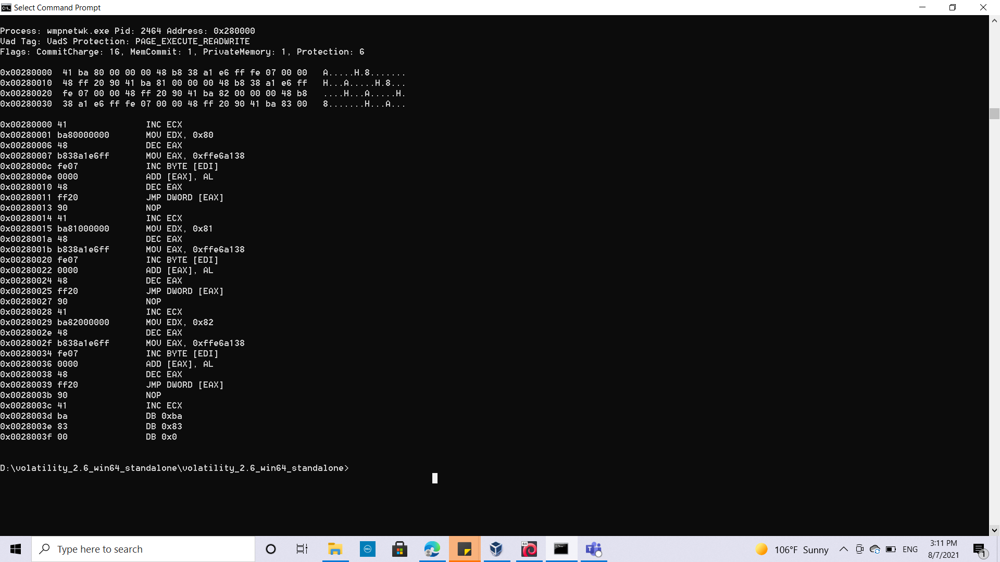 Select Command Prompt
Process: wmpnetwk.exe Pid: 2464 Address: 0x280000
Vad Tag: VadS Protection: PAGE_EXECUTE_READWRITE
Flags: CommitCharge: 16, MemCommit: 1, PrivateMemory: 1, Protection: 6
0x00280000  41 ba 80 00 00 00 48 b8 38 a1 e6 ff fe 07 00 00   A.....H.8.......
0x00280010  48 ff 20 90 41 ba 81 00 00 00 48 b8 38 a1 e6 ff   H...A.....H.8...
0x00280020  fe 07 00 00 48 ff 20 90 41 ba 82 00 00 00 48 b8   ....H...A.....H.
0x00280030  38 a1 e6 ff fe 07 00 00 48 ff 20 90 41 ba 83 00   8.......H...A...
0x00280000 41               INC ECX
0x00280001 ba80000000       MOV EDX, 0x80
0x00280006 48               DEC EAX
0x00280007 b838a1e6ff       MOV EAX, 0xffe6a138
0x0028000c fe07             INC BYTE [EDI]
0x0028000e 0000             ADD [EAX], AL
0x00280010 48               DEC EAX
0x00280011 ff20             JMP DWORD [EAX]
0x00280013 90               NOP
0x00280014 41               INC ECX
0x00280015 ba81000000       MOV EDX, 0x81
0x0028001a 48               DEC EAX
0x0028001b b838a1e6ff       MOV EAX, 0xffe6a138
0x00280020 fe07             INC BYTE [EDI]
0x00280022 0000             ADD [EAX], AL
0x00280024 48               DEC EAX
0x00280025 ff20             JMP DWORD [EAX]
0x00280027 90               NOP
0x00280028 41               INC ECX
0x00280029 ba82000000       MOV EDX, 0x82
0x0028002e 48               DEC EAX
0x0028002f b838a1e6ff       MOV EAX, 0xffe6a138
0x00280034 fe07             INC BYTE [EDI]
0x00280036 0000             ADD [EAX], AL
0x00280038 48               DEC EAX
0x00280039 ff20             JMP DWORD [EAX]
0x0028003b 90               NOP
0x0028003c 41               INC ECX
0x0028003d ba               DB 0xba
0x0028003e 83               DB 0x83
0x0028003f 00               DB 0x0
D:\volatility_2.6_win64_standalone\volatility_2.6_win64_standalone>
Type here to search
DELL
64
T
106°F Sunny
ENG
3:11 PM
8/7/2021
1